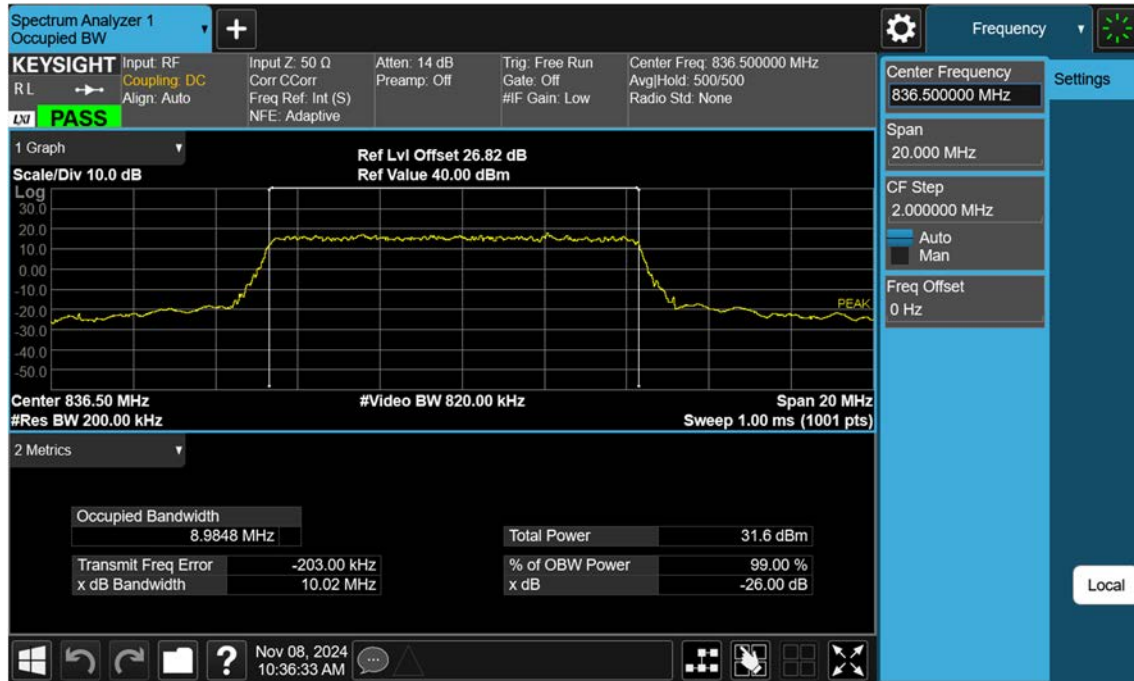 Spectrum Analyzer 1
Occupied BW
+
Frequency
KEYSIGHT
RL
LXI
PASS
Input: RF
Coupling: DC
Align: Auto
Input Z: 50 Ω
Corr CCorr
Freq Ref: Int (S)
NFE: Adaptive
Atten: 14 dB
Preamp: Off
Trig: Free Run
Gate: Off
#IF Gain: Low
Center Freq: 836.500000 MHz
Avg|Hold: 500/500
Radio Std: None
Center Frequency
836.500000 MHz
Settings
Span
20.000 MHz
CF Step
2.000000 MHz
Auto
Man
Freq Offset
0 Hz
Local
1 Graph
Ref Lvl Offset 26.82 dB
Scale/Div 10.0 dB
Ref Value 40.00 dBm
Log
30.0
20.0
10.0
0.00
-10.0
-20.0
-30.0
-40.0
-50.0
PEAK
Center 836.50 MHz
#Video BW 820.00 kHz
Span 20 MHz
#Res BW 200.00 kHz
Sweep 1.00 ms (1001 pts)
2 Metrics
Occupied Bandwidth
8.9848 MHz
Total Power 31.6 dBm
Transmit Freq Error -203.00 kHz
% of OBW Power 99.00 %
x dB Bandwidth 10.02 MHz
x dB -26.00 dB
?
Nov 08, 2024
10:36:33 AM